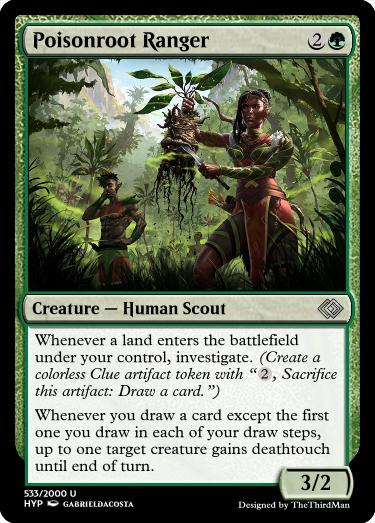 Poisonroot Ranger 2
Creature — Human Scout
Whenever a land enters the battlefield
under your control, investigate. (Create a
colorless Clue artifact token with “2, Sacrifice
this artifact: Draw a card.”)
Whenever you draw a card except the first
one you draw in each of your draw steps,
up to one target creature gains deathtouch
until end of turn.
3/2
533/2000 U
HYP GABRIELDACOSTA
Designed by TheThirdMan